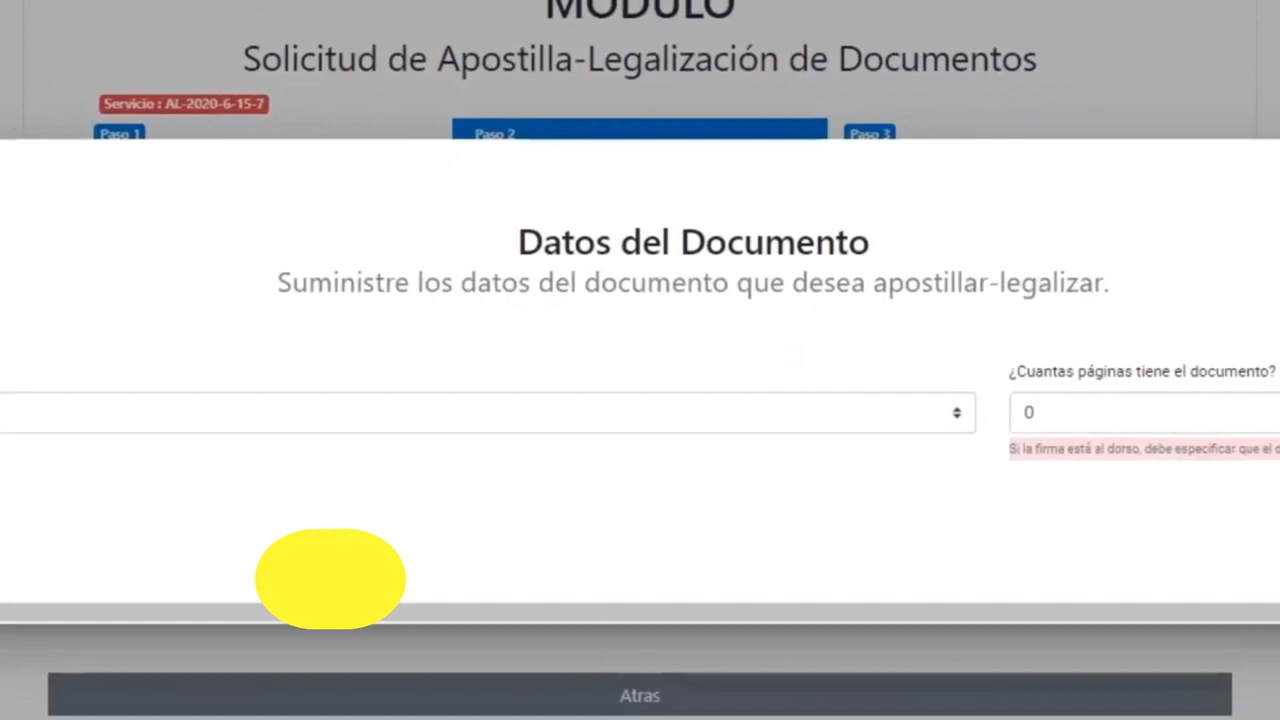 MÓDULO
Solicitud de Apostilla-Legalización de Documentos
Servicio : AL-2020-6-15-7
Paso 1
Paso 2
Paso 3
Datos del Documento
Suministre los datos del documento que desea apostillar-legalizar.
¿Cuantas páginas tiene el documento?
0
Si la firma está al dorso, debe especificar que el
Atras